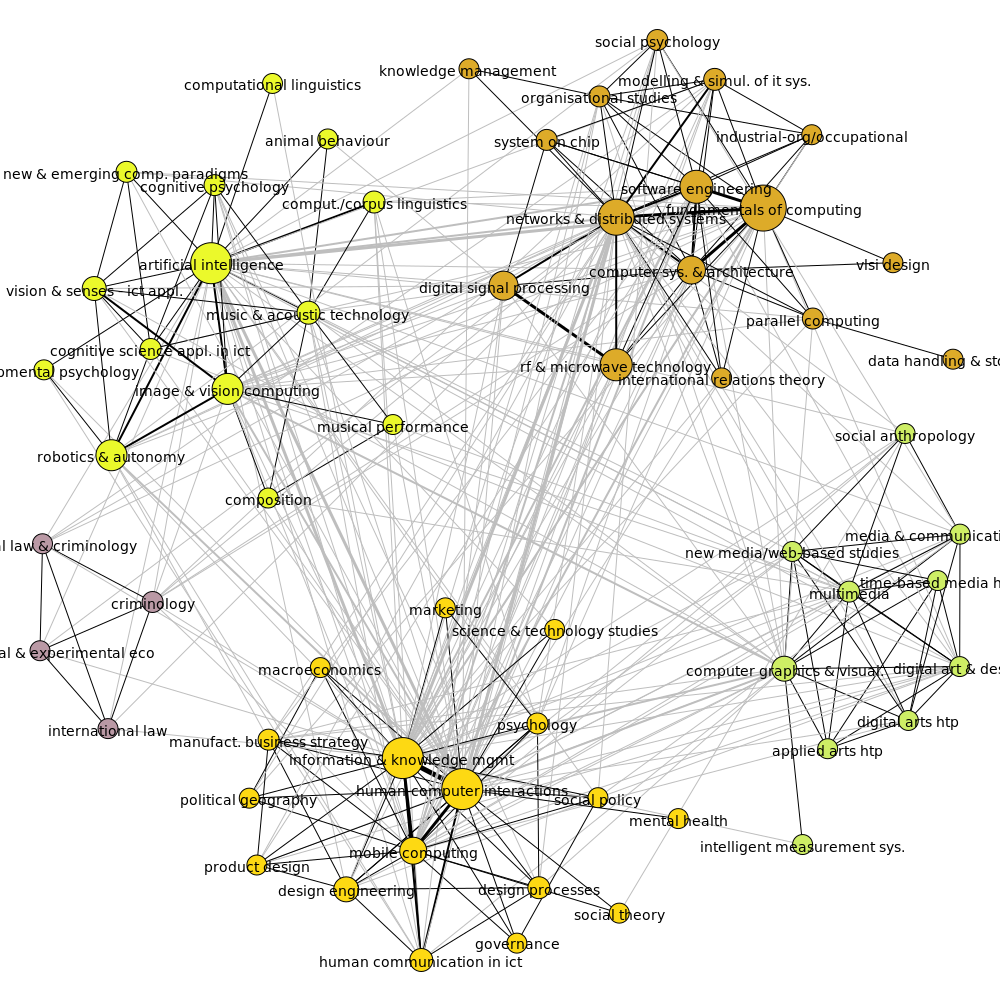 social psychology
knowledge management
modelling & simul. of it sys.
computational linguistics
organisational studies
industrial-org/occupational
animal behaviour
system on chip
new & emerging comp. paradigms
cognitive psychology
software engineering
comput./corpus linguistics
fundamentals of computing
networks & distributed systems
artificial intelligence
visi design
computer sys. & architecture
vision & senses - ict appl.
digital signal processing
music & acoustic technology
parallel computing
cognitive science appl. in ict
data handling & sto
rf & microwave technology
omental psychology
international relations theory
image & vision computing
musical performance
social anthropology
robotics & autonomy
composition
media & communicati
al law & criminology
new media/web-based studies
time-based media h
multimedia
criminology
marketing
science & technology studies
al & experimental eco
macroeconomics
computer graphics & visual.
digital art & des
digital arts htp
psychology
international law
manufact. business strategy
applied arts htp
information & knowledge mgmt
human computer interactions
political geography
social policy
mental health
intelligent measurement sys.
mobile computing
product design
design engineering
design processes
social theory
governance
human communication in ict